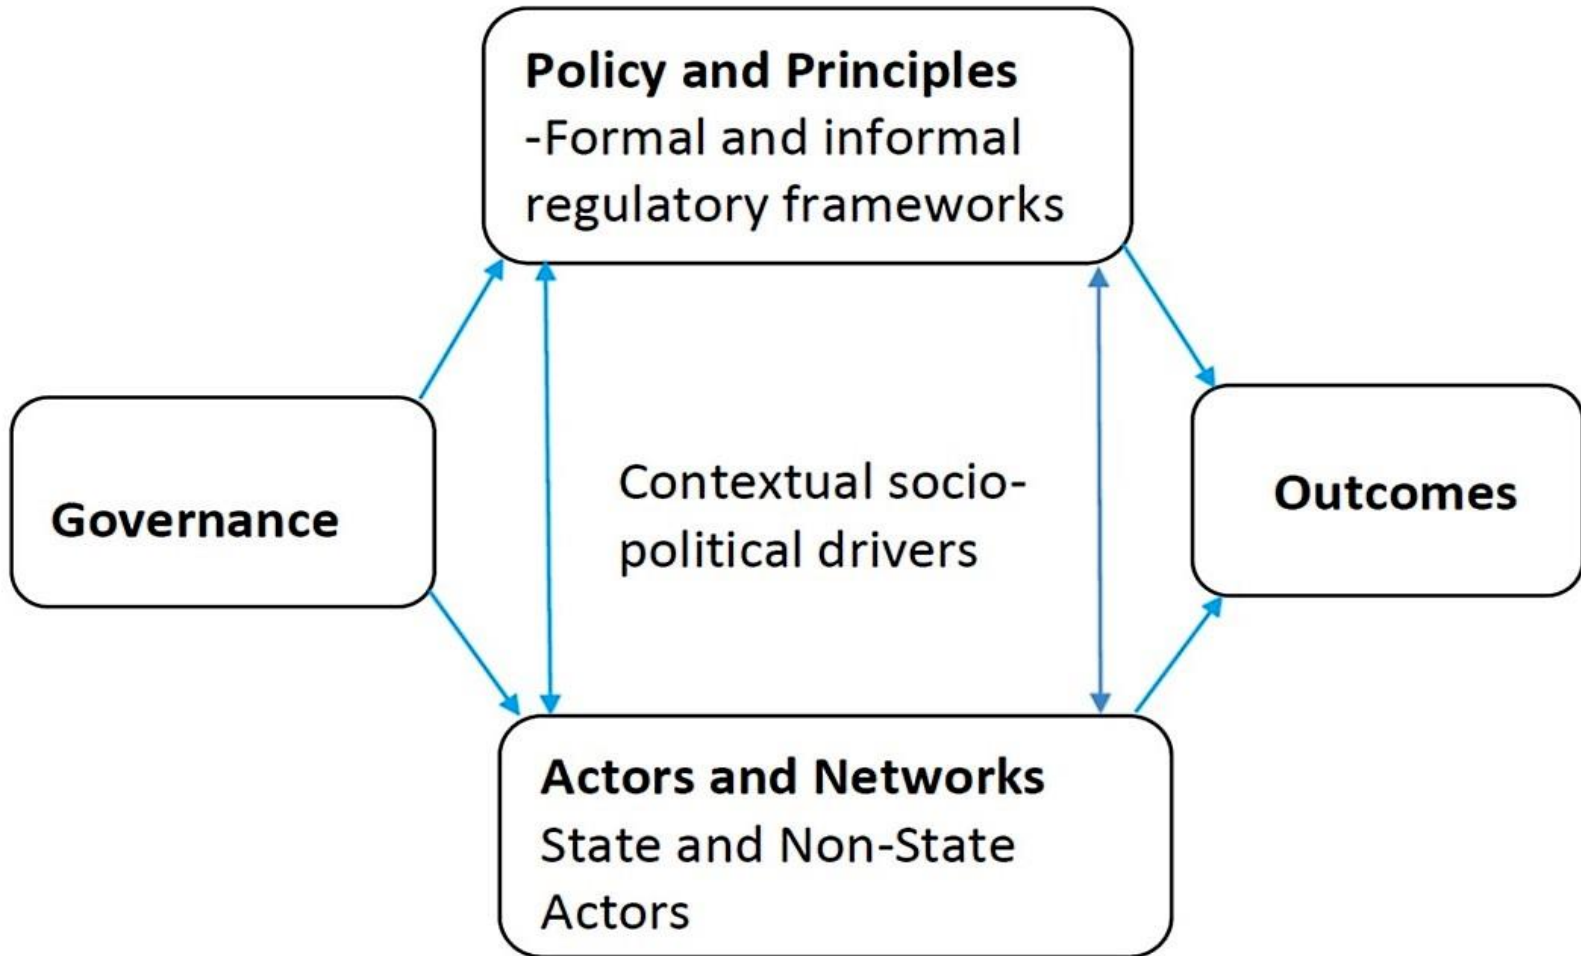 Policy and Principles
-Formal and informal
regulatory frameworks
Governance
Contextual socio-
political drivers
Outcomes
Actors and Networks
State and Non-State
Actors